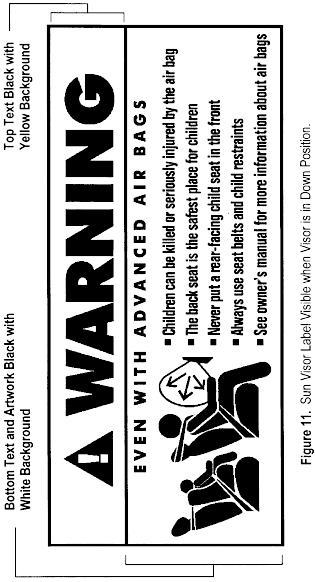 Bottom Text and Artwork Black with
White Background
Top Text Black with
Yellow Background
! WARNING
EVEN WITH ADVANCED AIR BAGS
▪ Children can be killed or seriously injured by the air bag
▪ The back seat is the safest place for children
▪ Never put a rear-facing child seat in the front
▪ Always use seat belts and child restraints
▪ See owner's manual for more information about air bags
Figure 11. Sun Visor Label Visible when Visor is in Down Position.